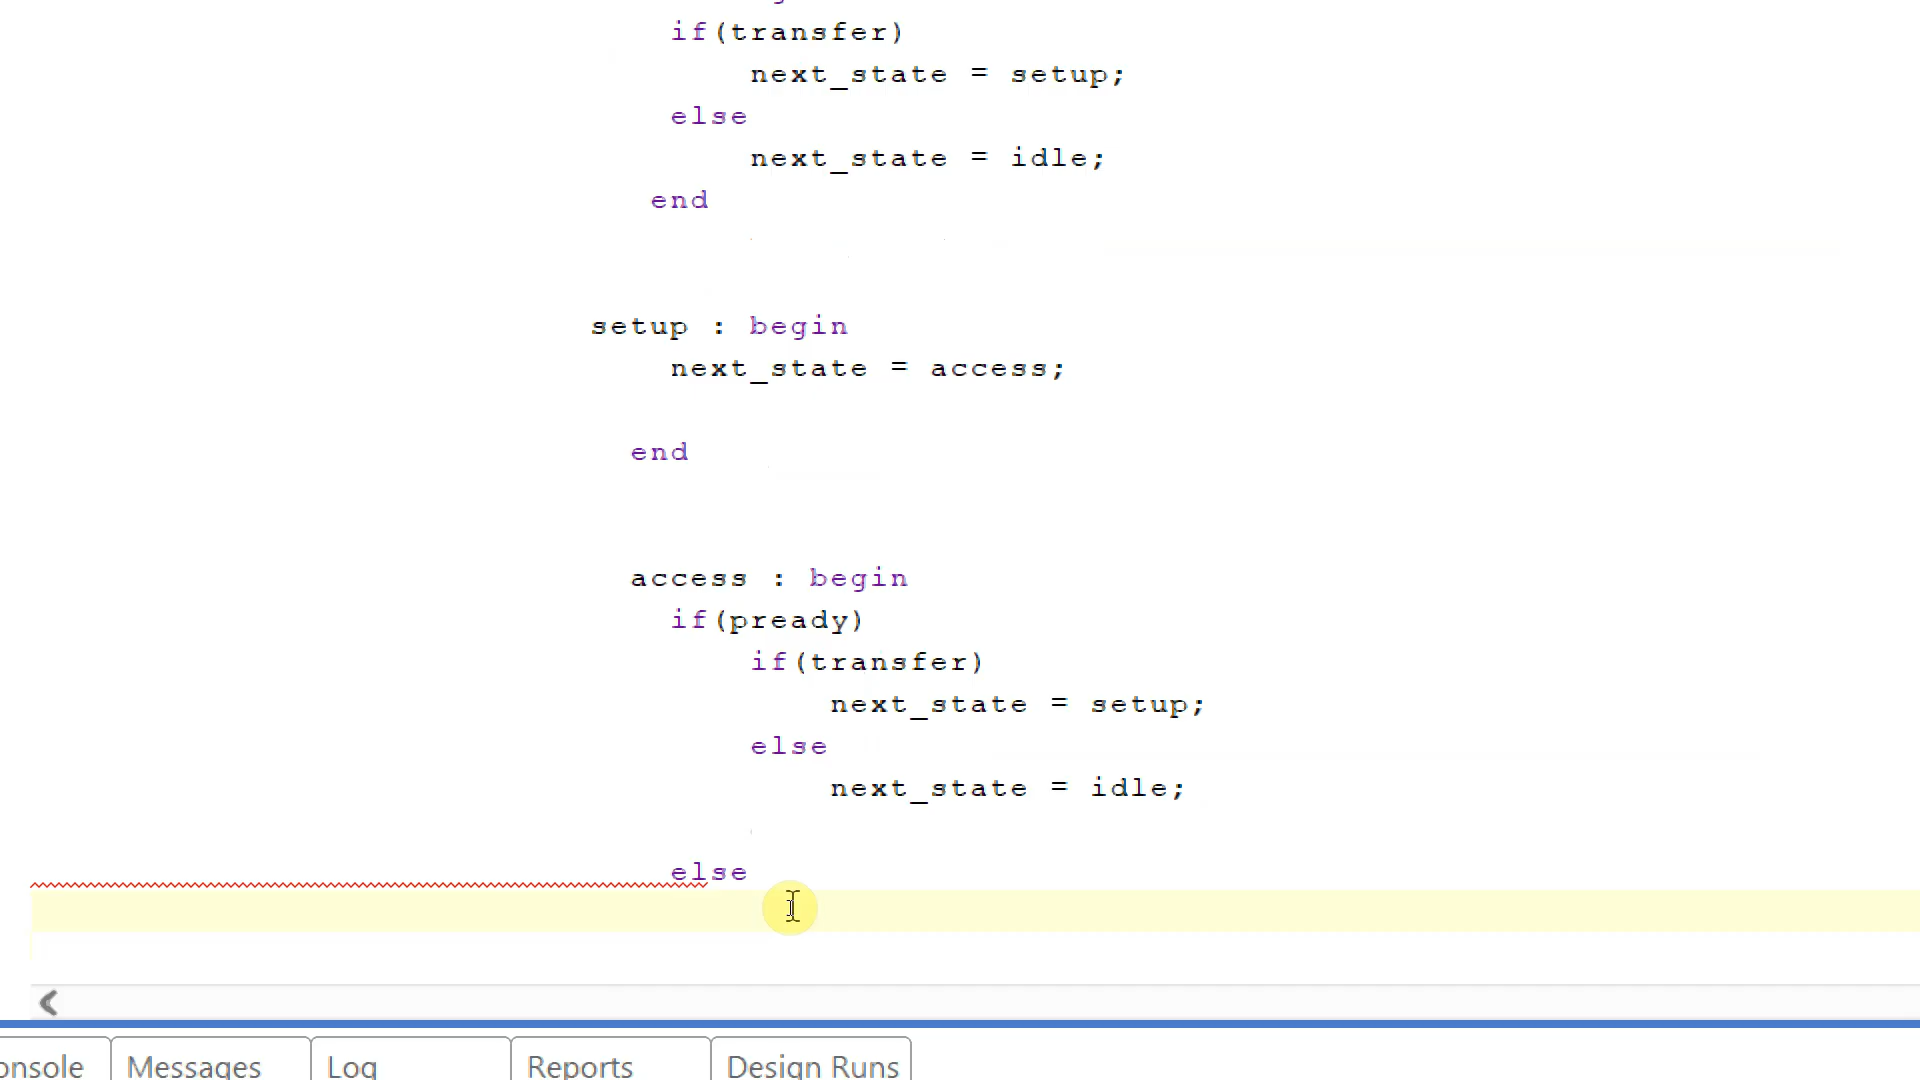 if(transfer)
next_state = setup;
else
next_state = idle;
end
setup : begin
next_state = access;
end
access : begin
if(pready)
if(transfer)
next_state = setup;
else
next_state = idle;
else
onsole Messages Log Reports Design Runs